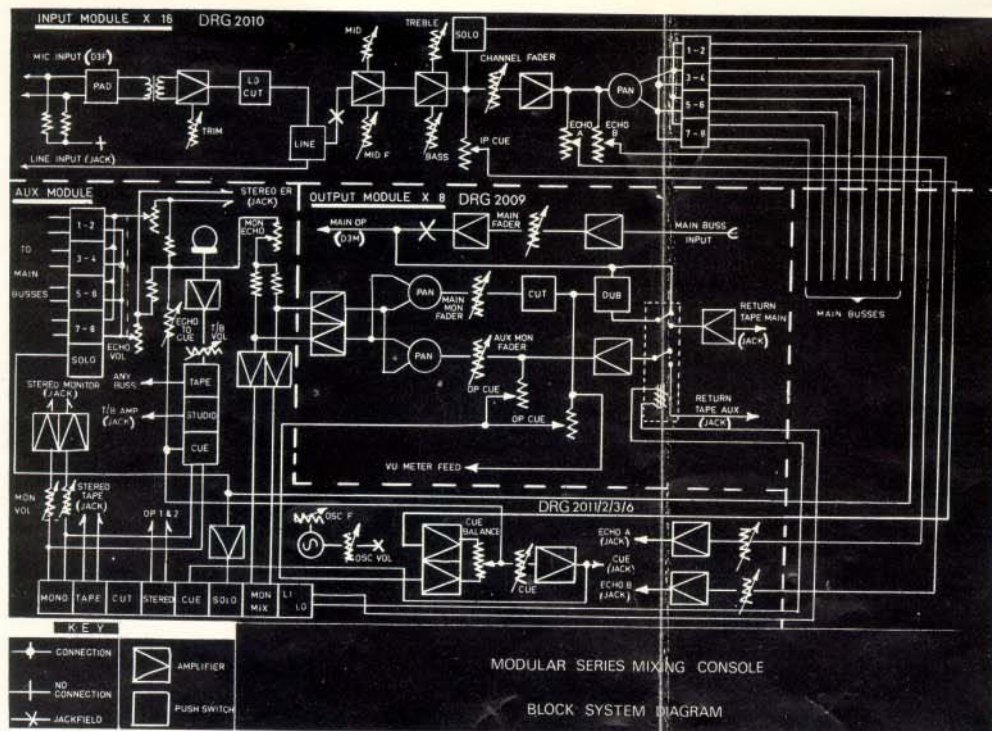 INPUT MODULE X 16 DRG 2010
MIC INPUT (D3F)
PAD
TRIM
LO CUT
LINE
LINE INPUT (JACK)
MID
MID F
TREBLE
BASS
SOLO
CHANNEL FADER
IP CUE
ECHO A
ECHO B
PAN
1-2
3-4
5-6
7-8
AUX MODULE
1-2
3-4
5-6
7-8
SOLO
TO
MAIN
BUSSES
ECHO VOL
STEREO ER
(JACK)
MON
ECHO
ECHO
TO
CUE
T/B
VOL
TAPE
STUDIO
CUE
ANY
BUSS
T/B AMP
(JACK)
STEREO MONITOR
(JACK)
MON
VOL
STEREO
TAPE
(JACK)
OP 1 & 2
OUTPUT MODULE X 8 DRG 2009
MAIN OP
(D3M)
MAIN
FADER
MAIN BUSS
INPUT
PAN
MAIN
MON
FADER
CUT
DUB
PAN
AUX MON
FADER
OP CUE
OP CUE
VU METER FEED
RETURN
TAPE MAIN
(JACK)
RETURN
TAPE AUX
(JACK)
MAIN BUSSES
DRG 2011/2/3/6
OSC F
OSC VOL
CUE
BALANCE
CUE
CUE
(JACK)
ECHO A
(JACK)
ECHO B
(JACK)
MONO TAPE CUT STEREO CUE SOLO MON MIX LI LO
KEY
CONNECTION
NO
CONNECTION
JACKFIELD
AMPLIFIER
PUSH SWITCH
MODULAR SERIES MIXING CONSOLE
BLOCK SYSTEM DIAGRAM